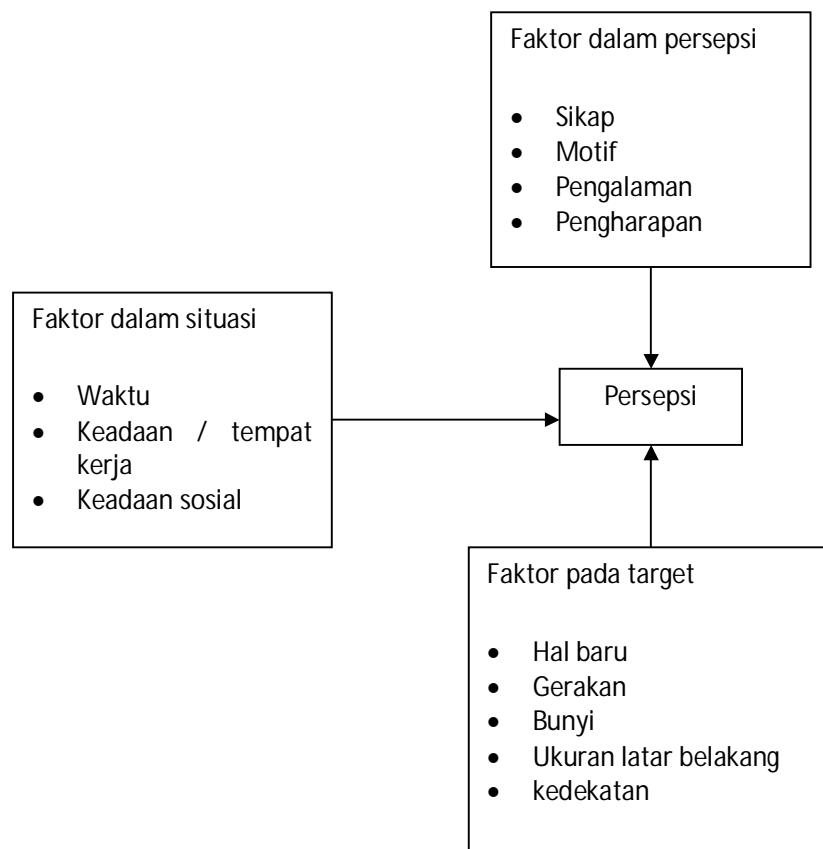 Faktor dalam persepsi
• Sikap
• Motif
• Pengalaman
• Pengharapan
Faktor dalam situasi
• Waktu
• Keadaan / tempat
kerja
• Keadaan sosial
Persepsi
Faktor pada target
• Hal baru
• Gerakan
• Bunyi
• Ukuran latar belakang
• kedekatan